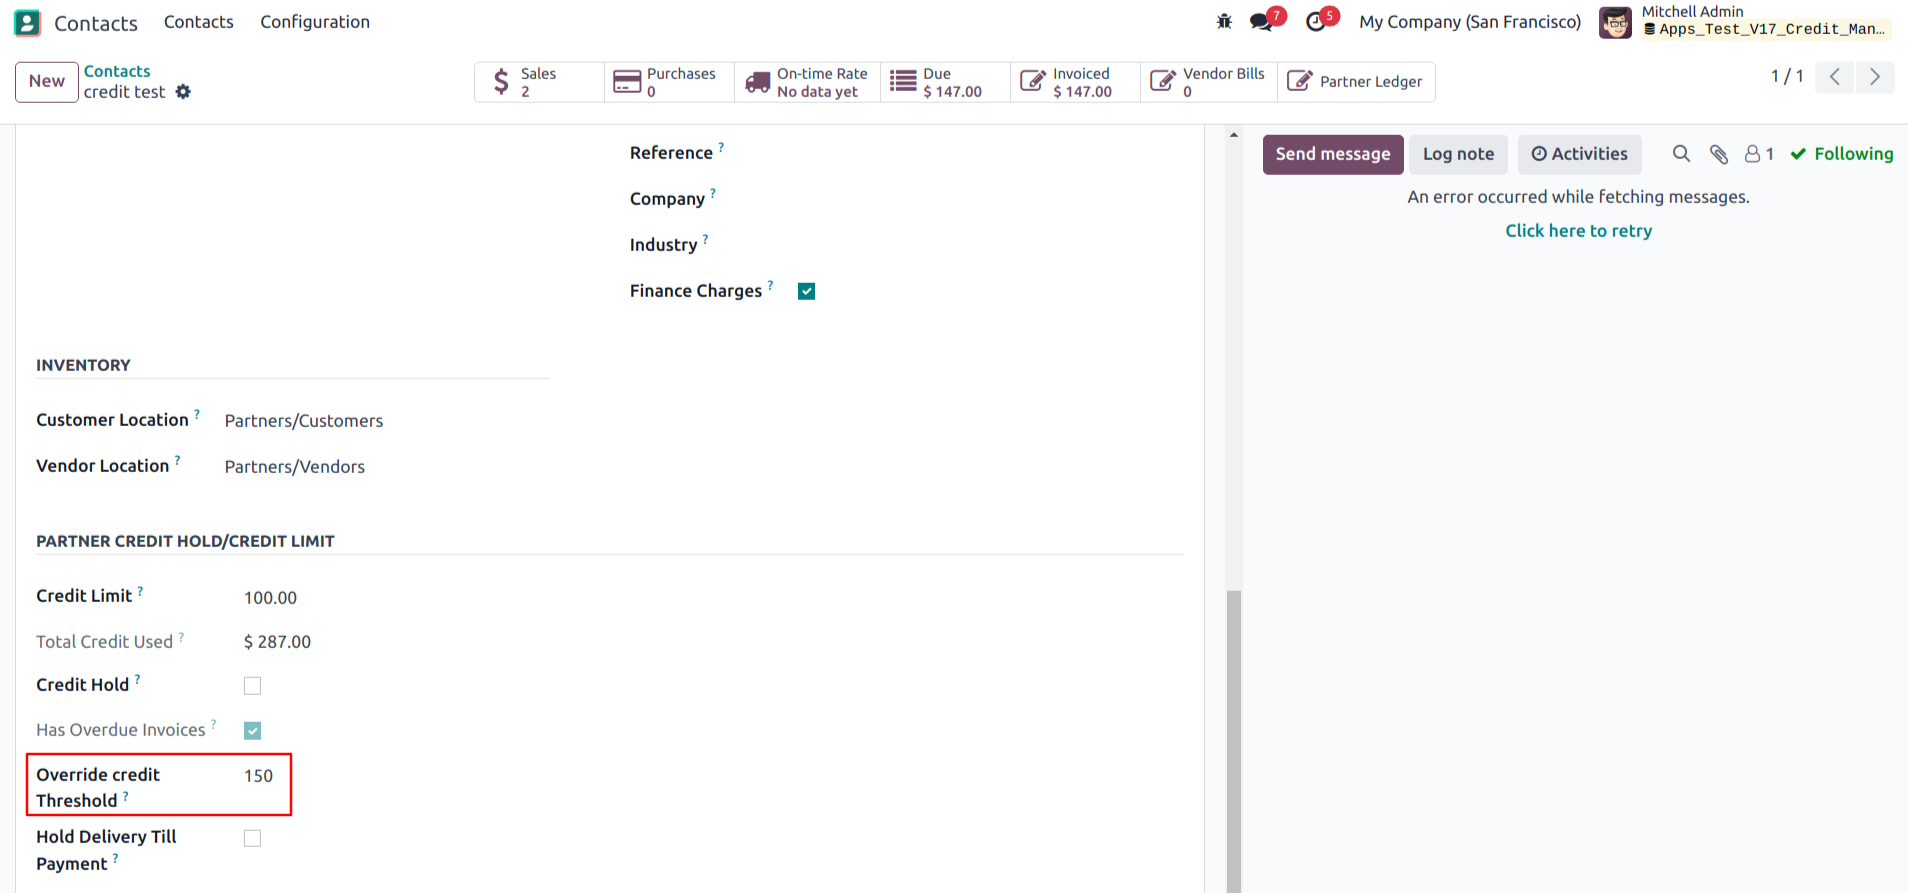 Contacts Contacts Configuration 7 5 My Company (San Francisco) Mitchell Admin
Apps_Test_V17_Credit_Man...
New Contacts
credit test
Sales
2
Purchases
0
On-time Rate
No data yet
Due
$ 147.00
Invoiced
$ 147.00
Vendor Bills
0
Partner Ledger
1 / 1
Reference ?
Company ?
Industry ?
Finance Charges ?
INVENTORY
Customer Location ? Partners/Customers
Vendor Location ? Partners/Vendors
PARTNER CREDIT HOLD/CREDIT LIMIT
Credit Limit ? 100.00
Total Credit Used ? $ 287.00
Credit Hold ?
Has Overdue Invoices ?
Override credit 150
Threshold ?
Hold Delivery Till
Payment ?
Send message Log note Activities 1 Following
An error occurred while fetching messages.
Click here to retry